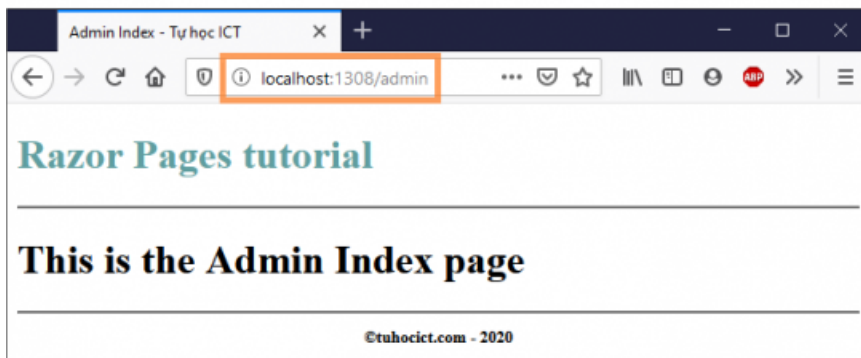 Admin Index - Tự học ICT
localhost:1308/admin
ABP
Razor Pages tutorial
This is the Admin Index page
©tuhocict.com - 2020